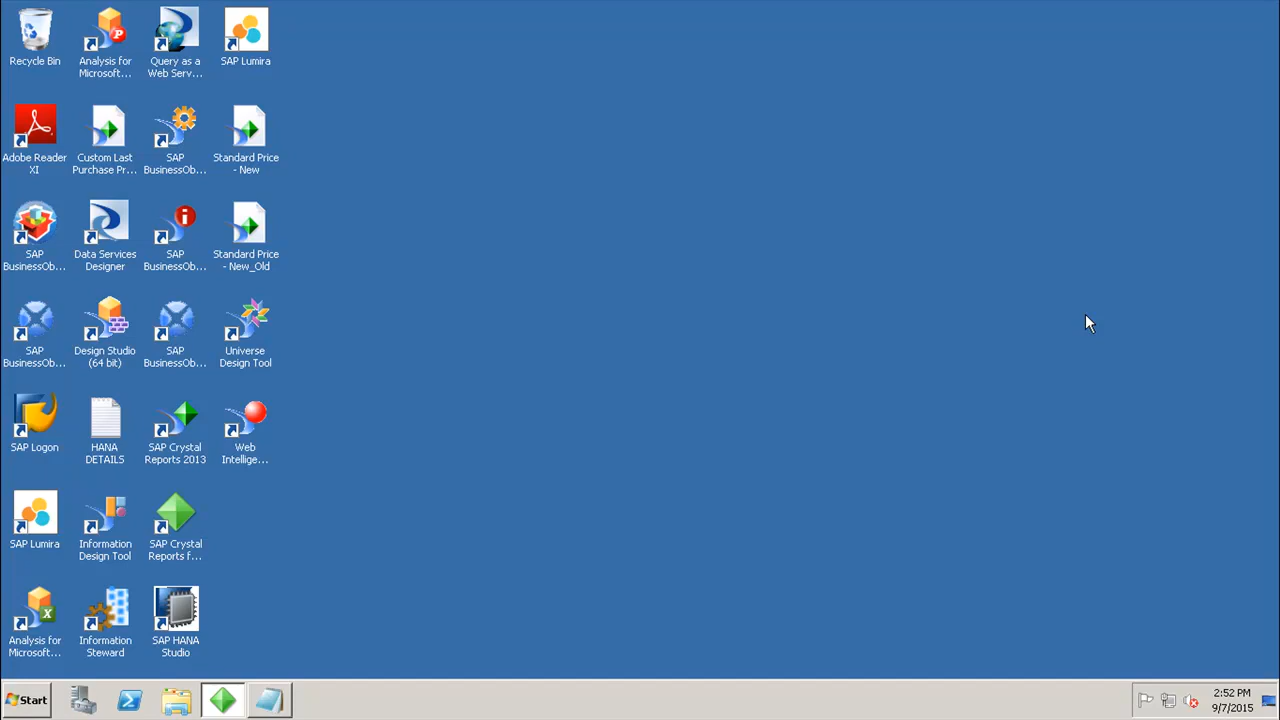 Recycle Bin
Analysis for
Microsoft...
Query as a
Web Serv...
SAP Lumira
Adobe Reader
XI
Custom Last
Purchase Pr...
SAP
BusinessOb...
Standard Price
- New
SAP
BusinessOb...
Data Services
Designer
SAP
BusinessOb...
Standard Price
- New_Old
SAP
BusinessOb...
Design Studio
(64 bit)
SAP
BusinessOb...
Universe
Design Tool
SAP Logon
HANA
DETAILS
SAP Crystal
Reports 2013
Web
Intellige...
SAP Lumira
Information
Design Tool
SAP Crystal
Reports f...
Analysis for
Microsoft...
Information
Steward
SAP HANA
Studio
Start
2:52 PM
9/7/2015